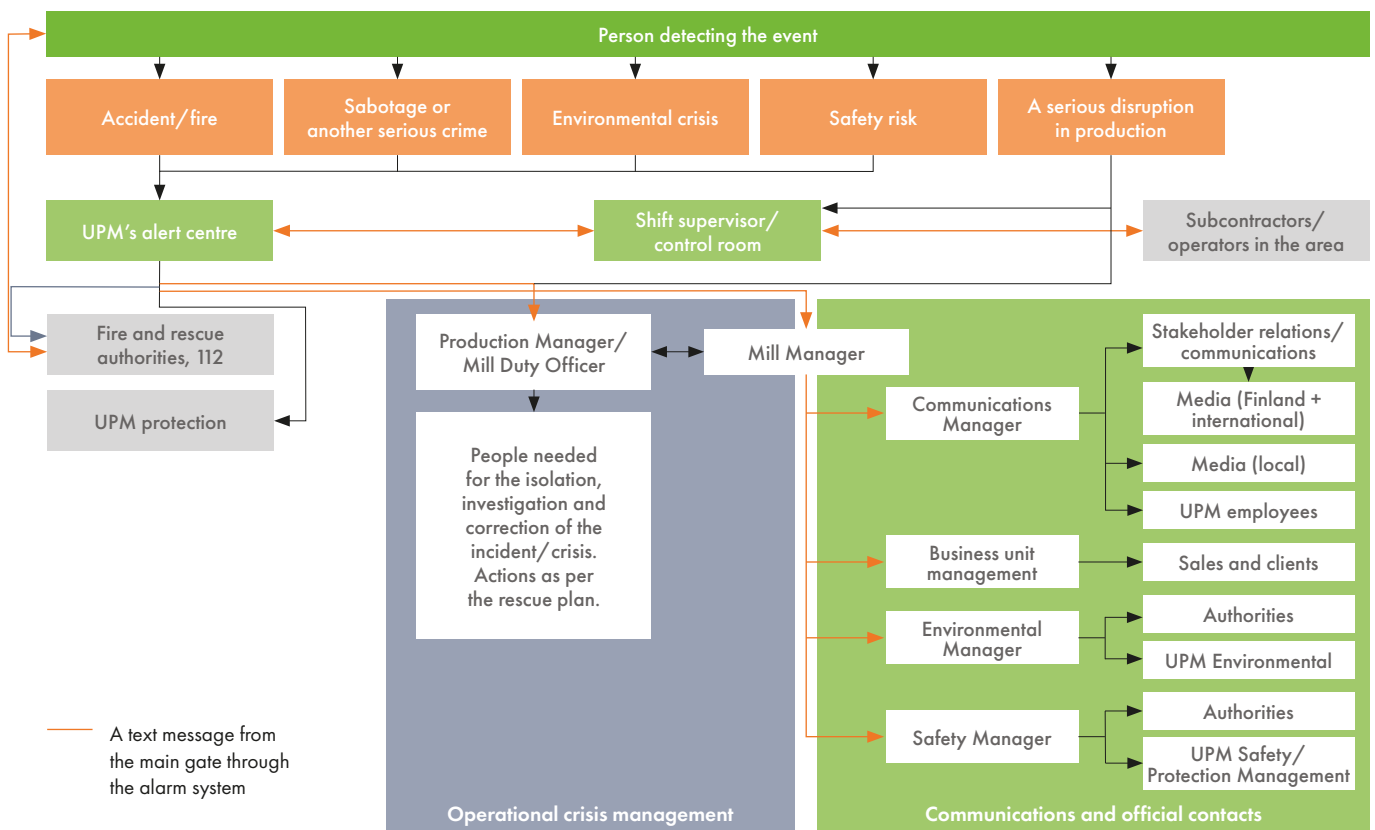 Person detecting the event
Accident/fire
Sabotage or
another serious crime
Environmental crisis
Safety risk
A serious disruption
in production
UPM's alert centre
Shift supervisor/
control room
Subcontractors/
operators in the area
Fire and rescue
authorities, 112
UPM protection
Production Manager/
Mill Duty Officer
Mill Manager
People needed
for the isolation,
investigation and
correction of the
incident/crisis.
Actions as per
the rescue plan.
Communications
Manager
Stakeholder relations/
communications
Media (Finland +
international)
Media (local)
UPM employees
Business unit
management
Sales and clients
Environmental
Manager
Authorities
UPM Environmental
Safety Manager
Authorities
UPM Safety/
Protection Management
A text message from
the main gate through
the alarm system
Operational crisis management
Communications and official contacts